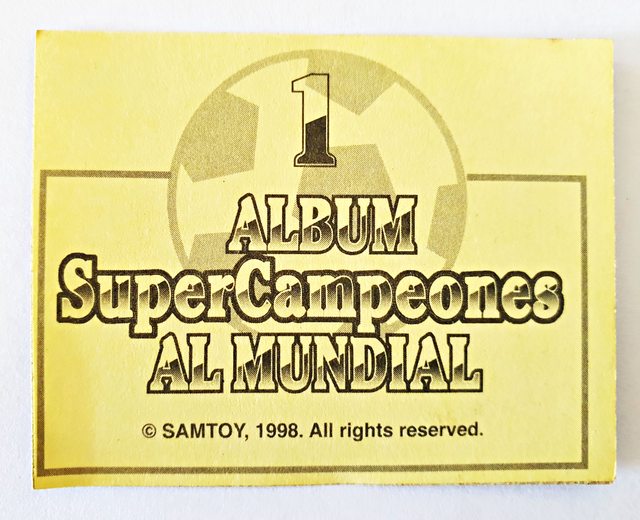 1
ALBUM
SuperCampeones
AL MUNDIAL
© SAMTOY, 1998. All rights reserved.